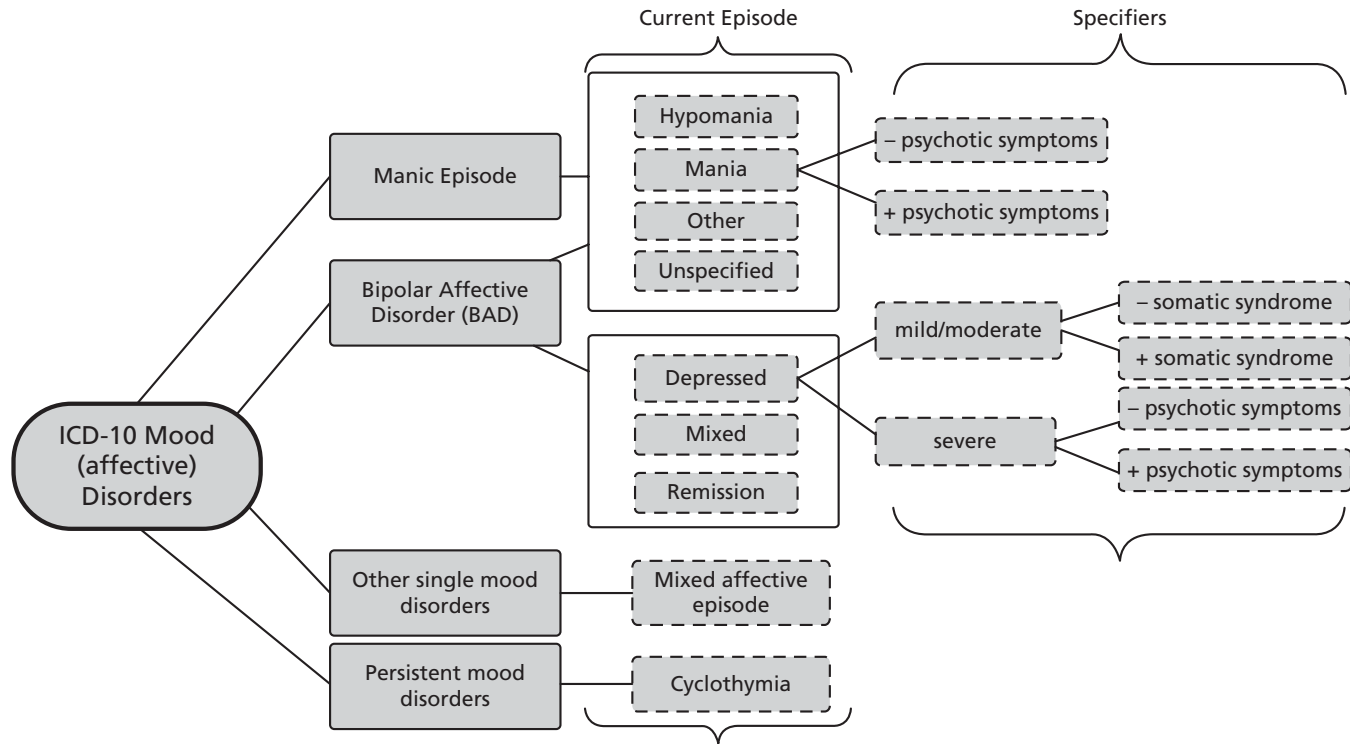 Current Episode
Specifiers
Hypomania
Mania
Other
Unspecified
− psychotic symptoms
+ psychotic symptoms
Manic Episode
Bipolar Affective
Disorder (BAD)
Depressed
Mixed
Remission
mild/moderate
severe
− somatic syndrome
+ somatic syndrome
− psychotic symptoms
+ psychotic symptoms
ICD-10 Mood
(affective)
Disorders
Other single mood
disorders
Mixed affective
episode
Persistent mood
disorders
Cyclothymia